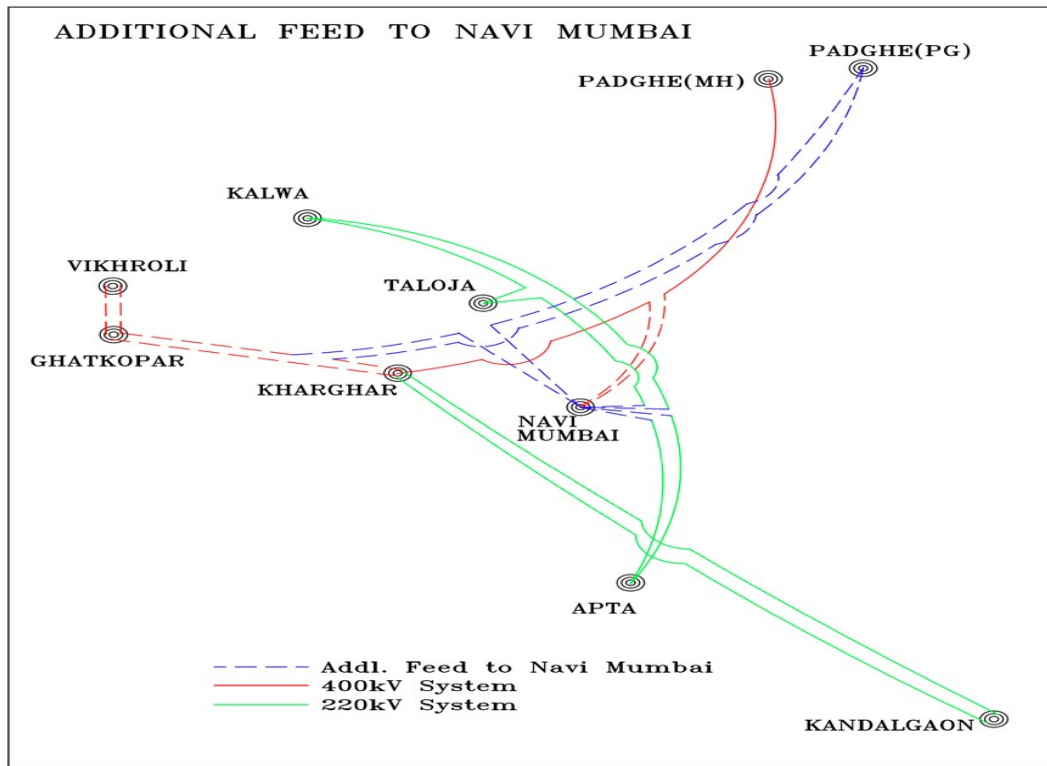 ADDITIONAL FEED TO NAVI MUMBAI
PADGHE(PG)
PADGHE(MH)
KALWA
VIKHROLI
TALOJA
GHATKOPAR
KHARGHAR
NAVI
MUMBAI
APTA
Addl. Feed to Navi Mumbai
400kV System
220kV System
KANDALGAON